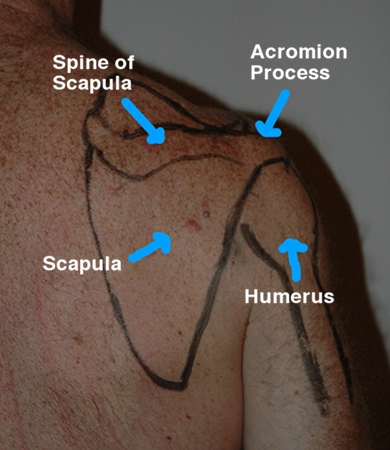 Spine of
Scapula
Acromion
Process
Scapula
Humerus